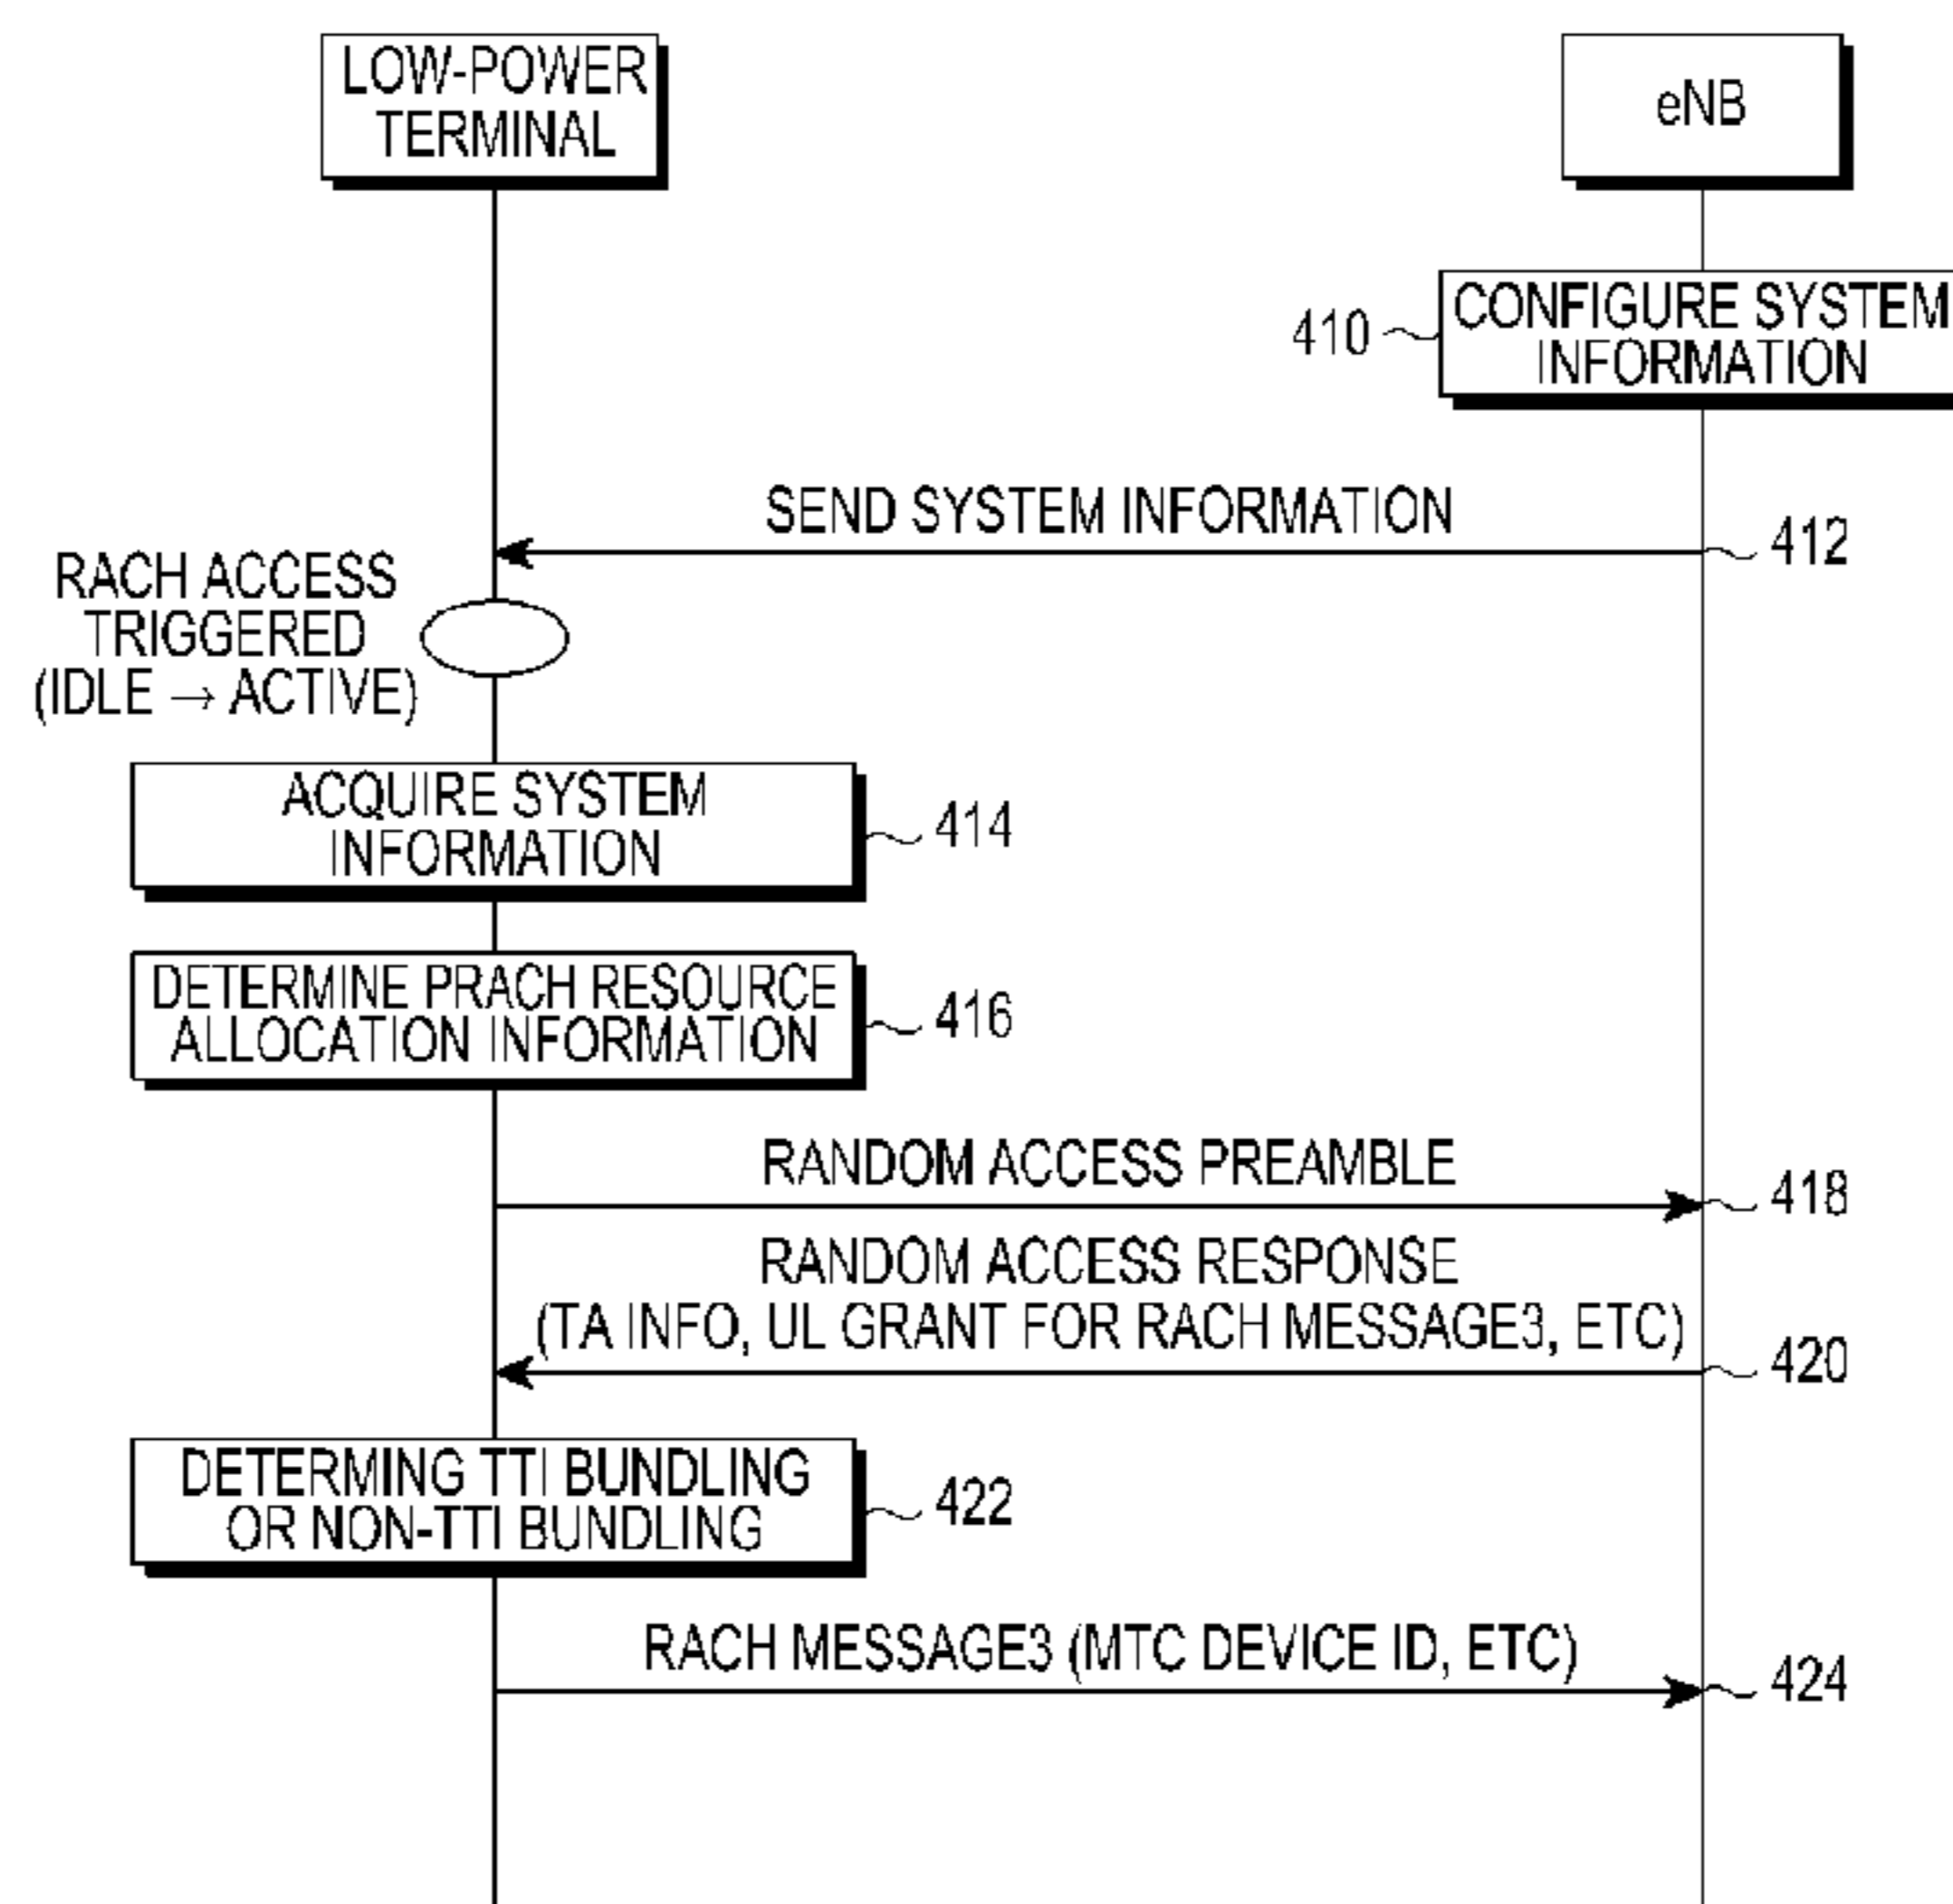 LOW-POWER
TERMINAL
eNB
410
CONFIGURE SYSTEM
INFORMATION
SEND SYSTEM INFORMATION
412
RACH ACCESS
TRIGGERED
(IDLE → ACTIVE)
ACQUIRE SYSTEM
INFORMATION
414
DETERMINE PRACH RESOURCE
ALLOCATION INFORMATION
416
RANDOM ACCESS PREAMBLE
418
RANDOM ACCESS RESPONSE
(TA INFO, UL GRANT FOR RACH MESSAGE3, ETC)
420
DETERMING TTI BUNDLING
OR NON-TTI BUNDLING
422
RACH MESSAGE3 (MTC DEVICE ID, ETC)
424